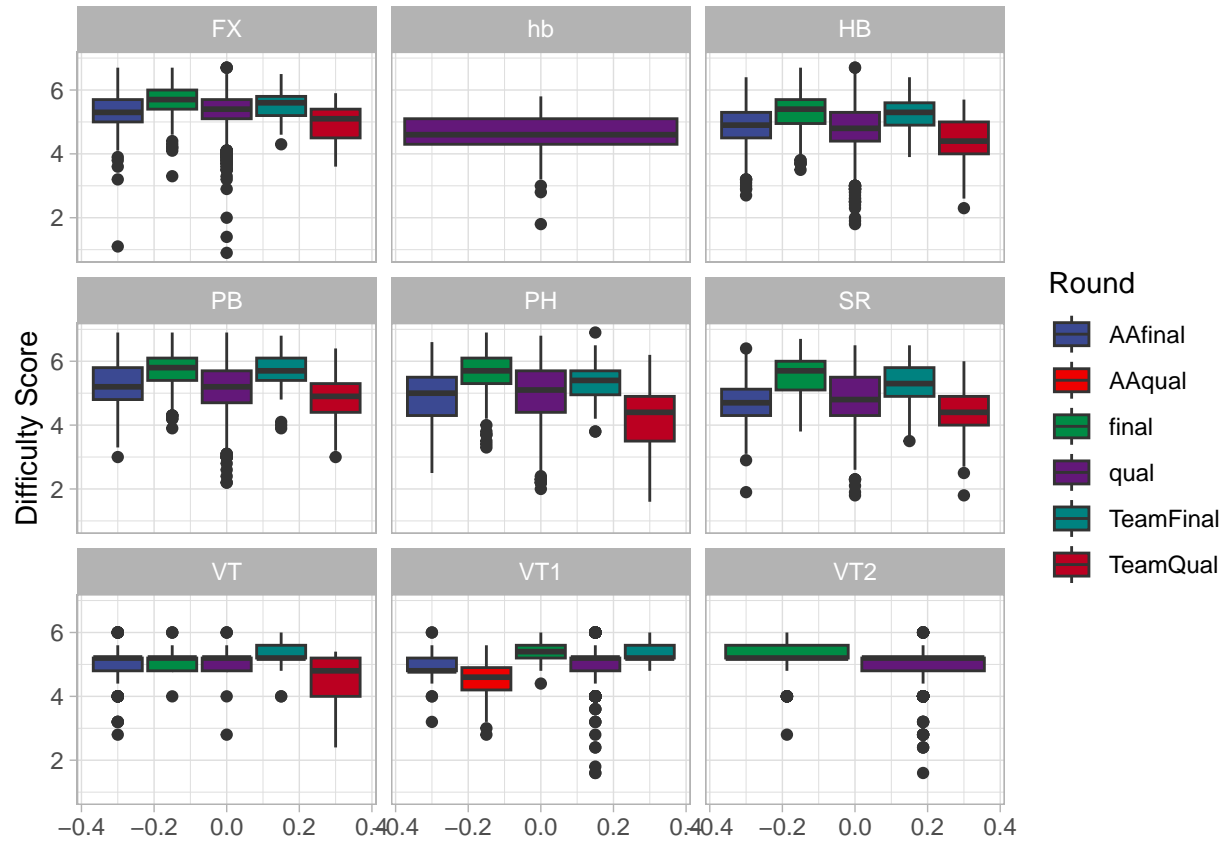 FX
hb
HB
6
4
2
PB
PH
SR
6
4
2
VT
VT1
VT2
6
4
2
−0.4 −0.2 0.0 0.2 0.4
−0.4 −0.2 0.0 0.2 0.4
−0.4 −0.2 0.0 0.2 0.4
Difficulty Score
Round
AAfinal
AAqual
final
qual
TeamFinal
TeamQual